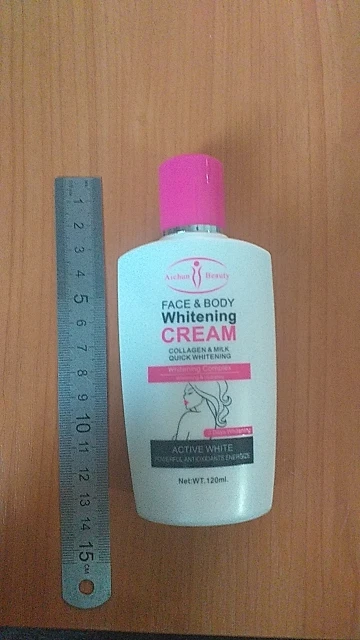 Aichun Beauty
FACE & BODY
Whitening
CREAM
COLLAGEN & MILK
QUICK WHITENING
Whitening Complex
ACTIVE WHITE
POWERFUL ANTIOXIDANTS ENERGIZE
Net:WT.120ml.
1
2
3
4
5
6
7
8
9
10
11
12
13
14
15
CM